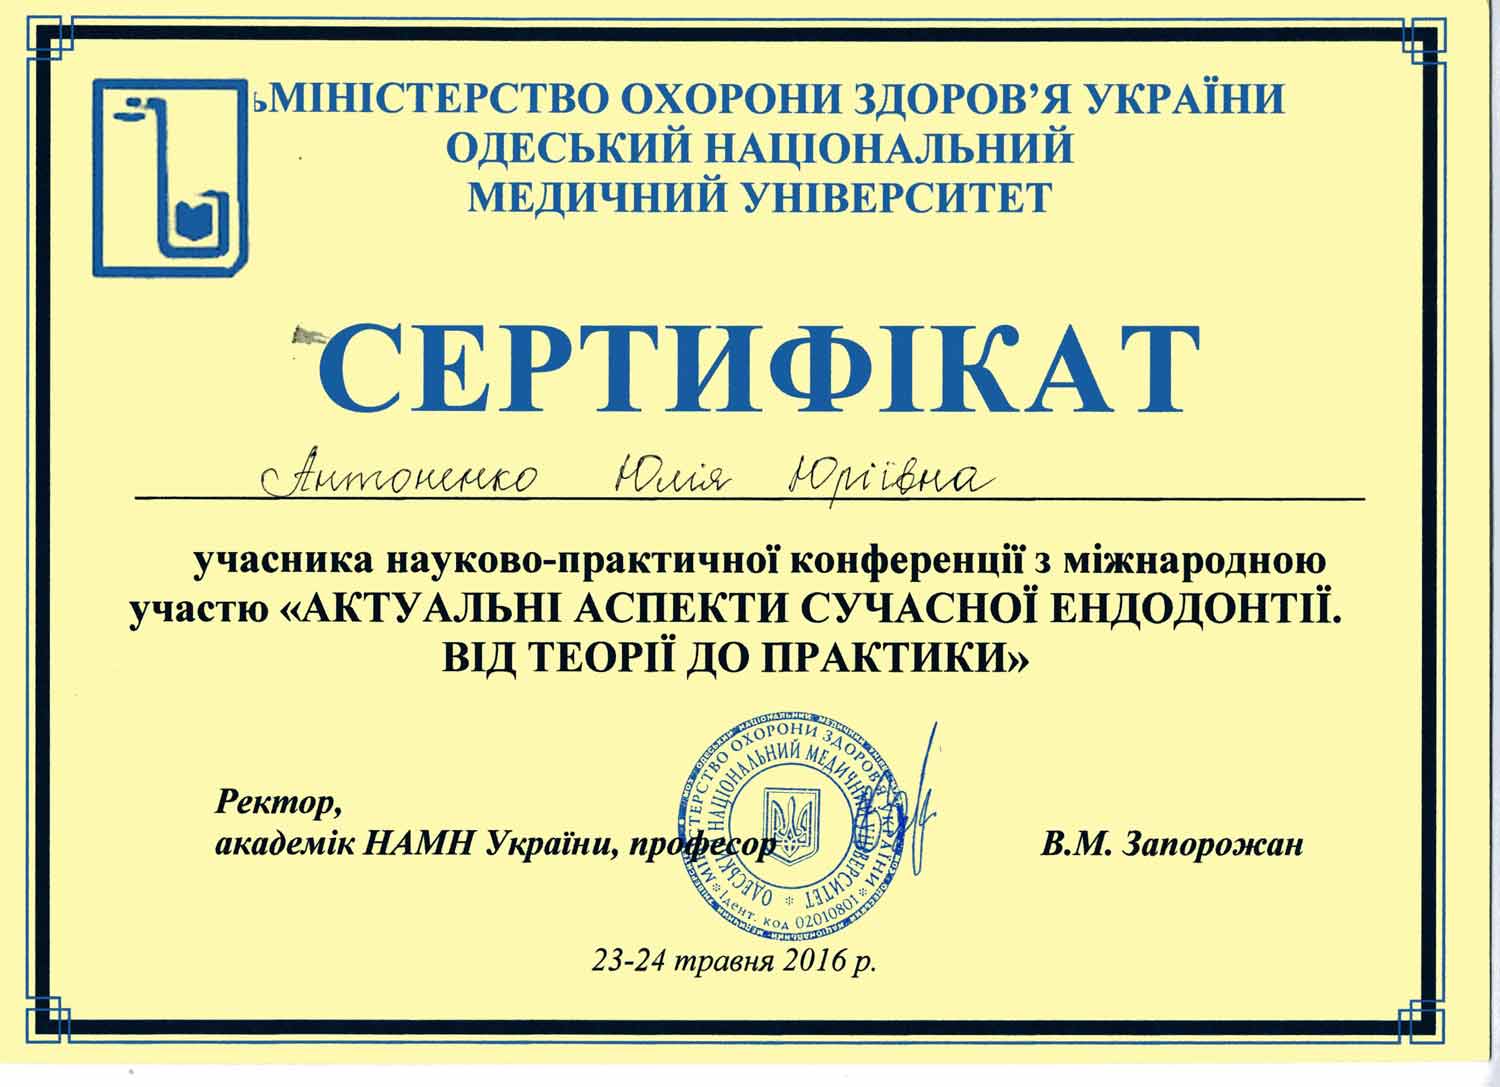 ЬМІНІСТЕРСТВО ОХОРОНИ ЗДОРОВ’Я УКРАЇНИ
ОДЕСЬКИЙ НАЦІОНАЛЬНИЙ
МЕДИЧНИЙ УНІВЕРСИТЕТ
СЕРТИФІКАТ
Антоненко Юлія Юріївна
учасника науково-практичної конференції з міжнародною
участю «АКТУАЛЬНІ АСПЕКТИ СУЧАСНОЇ ЕНДОДОНТІЇ.
ВІД ТЕОРІЇ ДО ПРАКТИКИ»
Ректор,
академік НАМН України, професор
В.М. Запорожан
МІНІСТЕРСТВО ОХОРОНИ ЗДОРОВ'Я УКРАЇНИ
ОДЕСЬКИЙ НАЦІОНАЛЬНИЙ МЕДИЧНИЙ УНІВЕРСИТЕТ
Ідент. код 02010801
23-24 травня 2016 р.